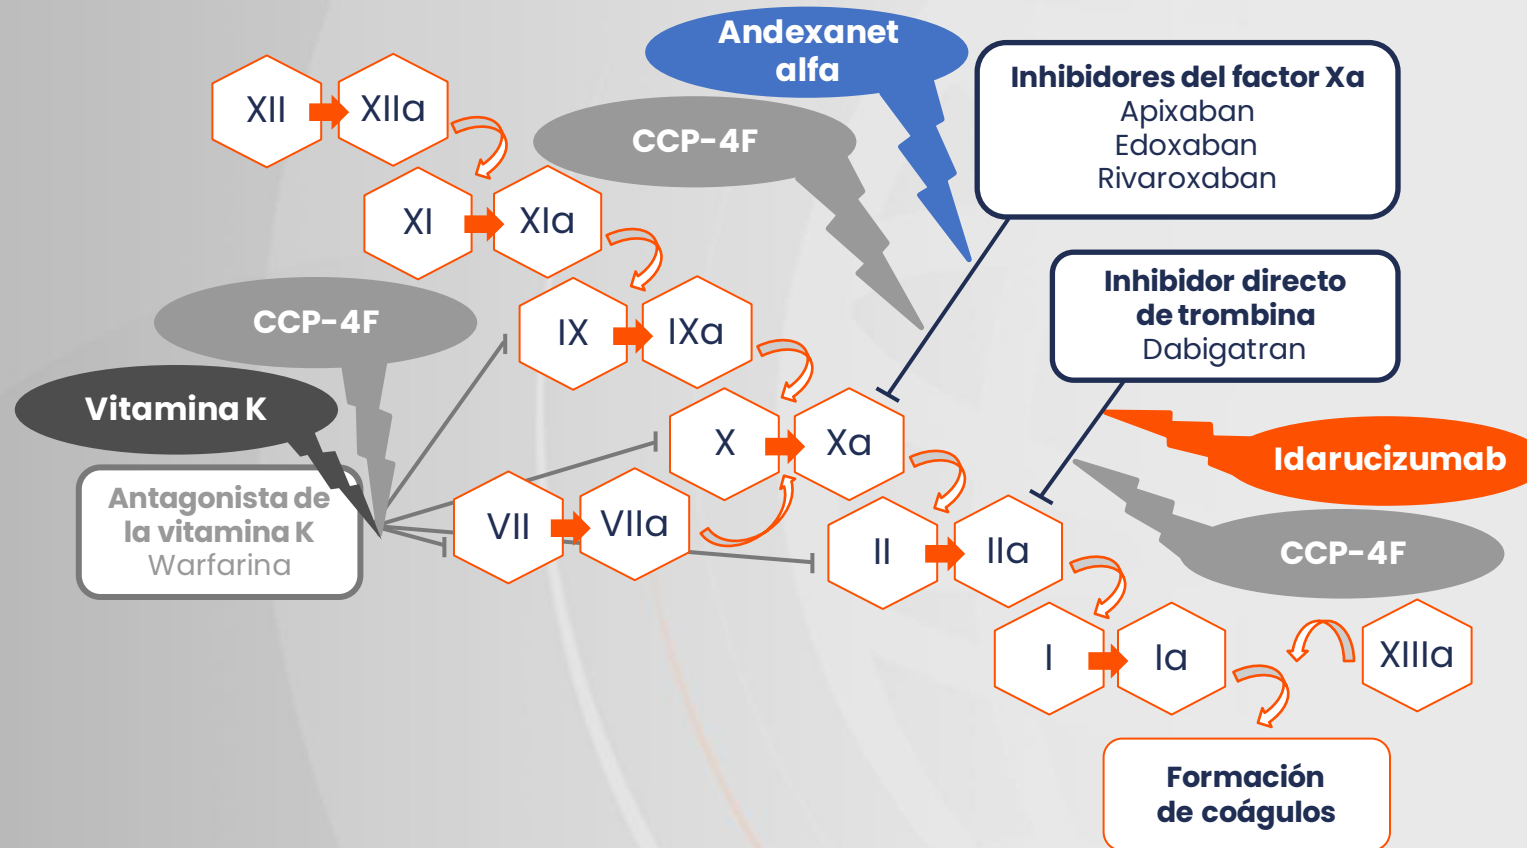 Andexanet
alfa
Inhibidores del factor Xa
Apixaban
Edoxaban
Rivaroxaban
XII
XIIa
CCP-4F
XI
XIa
Inhibidor directo
de trombina
Dabigatran
CCP-4F
IX
IXa
Vitamina K
X
Xa
Idarucizumab
Antagonista de
la vitamina K
Warfarina
VII
VIIa
II
IIa
CCP-4F
I
Ia
XIIIa
Formación
de coágulos